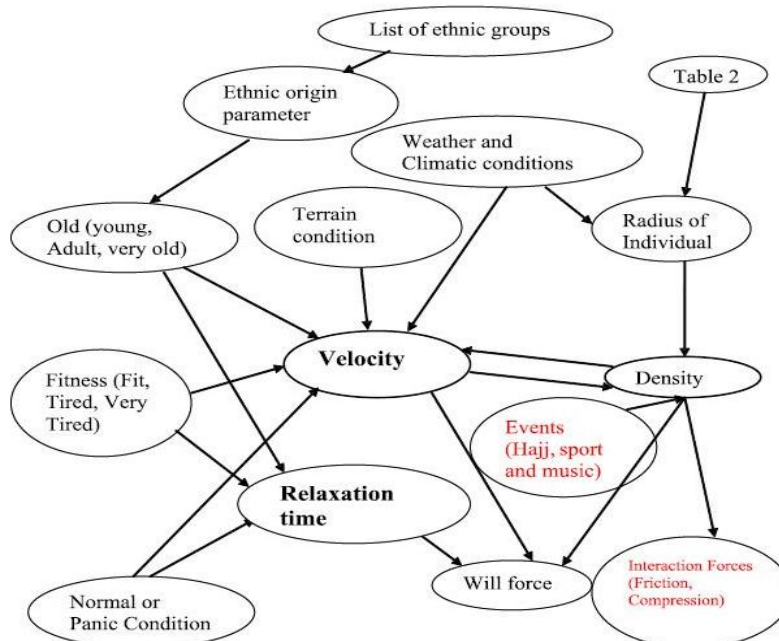 List of ethnic groups
Table 2
Ethnic origin
parameter
Weather and
Climatic conditions
Old (young,
Adult, very old)
Terrain
condition
Radius of
Individual
Velocity
Fitness (Fit,
Tired, Very
Tired)
Density
Events
(Hajj, sport
and music)
Relaxation
time
Will force
Interaction Forces
(Friction,
Compression)
Normal or
Panic Condition